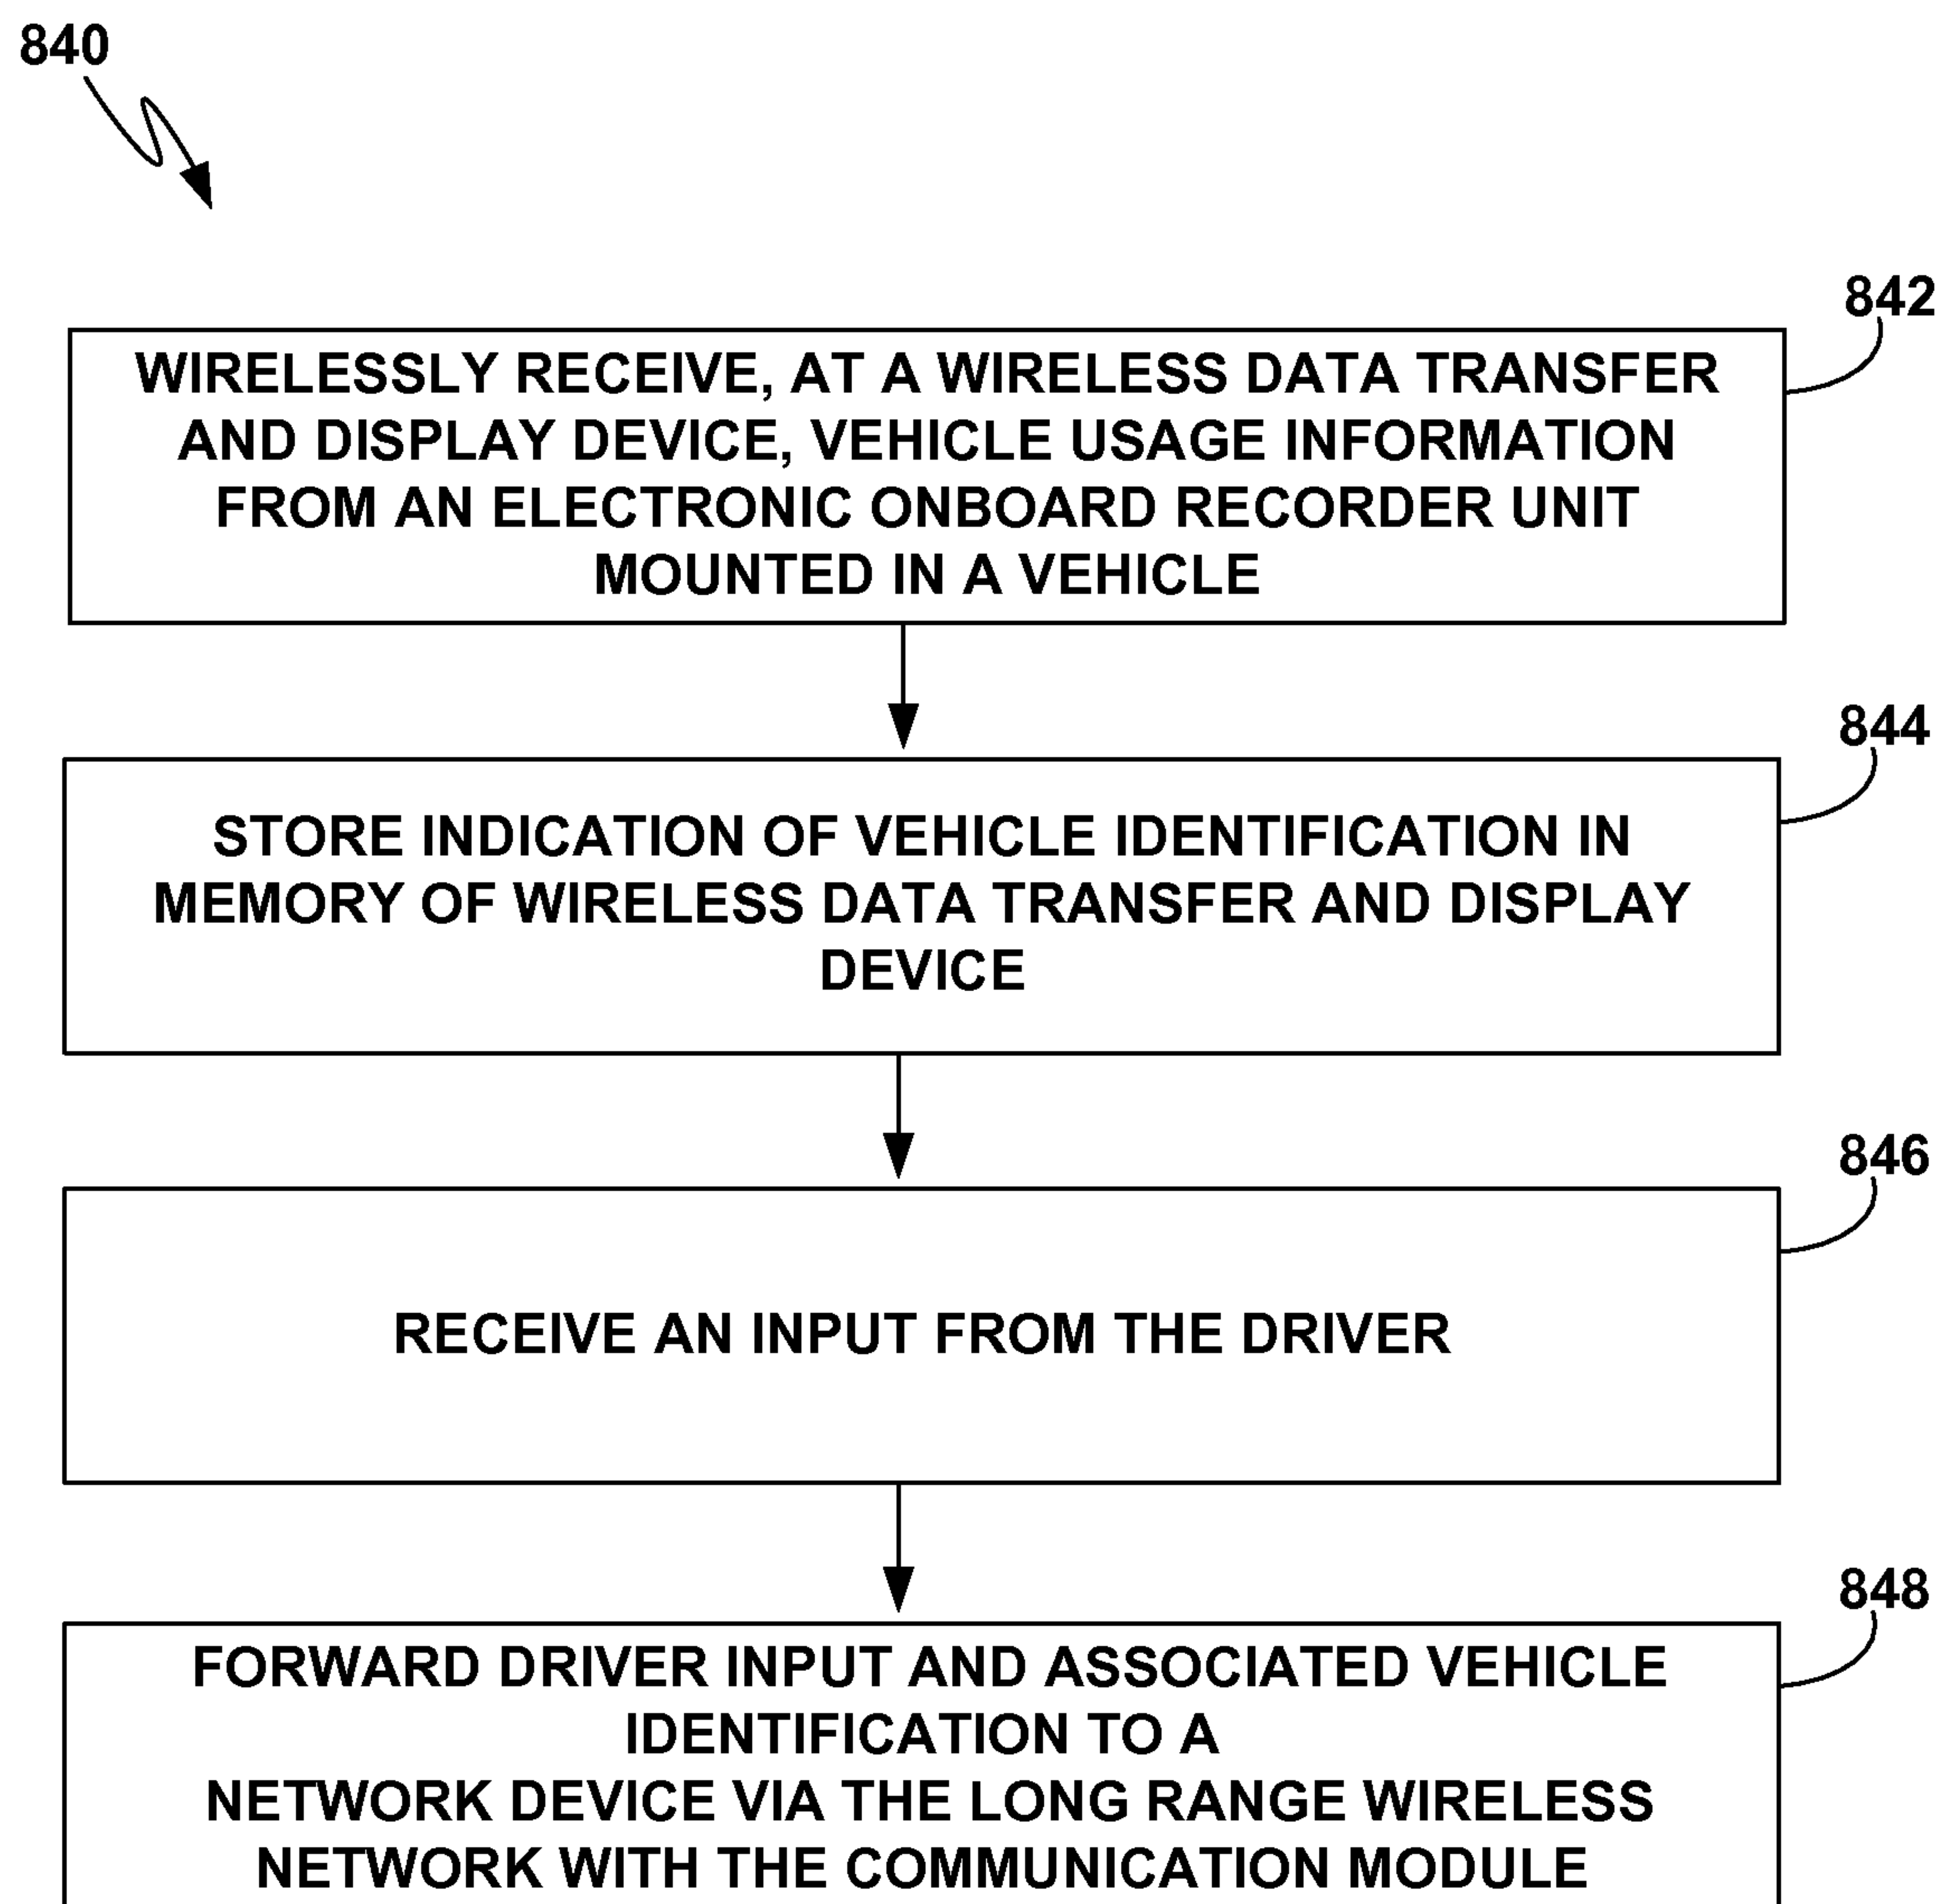 840
842
WIRELESSLY RECEIVE, AT A WIRELESS DATA TRANSFER
AND DISPLAY DEVICE, VEHICLE USAGE INFORMATION
FROM AN ELECTRONIC ONBOARD RECORDER UNIT
MOUNTED IN A VEHICLE
844
STORE INDICATION OF VEHICLE IDENTIFICATION IN
MEMORY OF WIRELESS DATA TRANSFER AND DISPLAY
DEVICE
846
RECEIVE AN INPUT FROM THE DRIVER
848
FORWARD DRIVER INPUT AND ASSOCIATED VEHICLE
IDENTIFICATION TO A
NETWORK DEVICE VIA THE LONG RANGE WIRELESS
NETWORK WITH THE COMMUNICATION MODULE